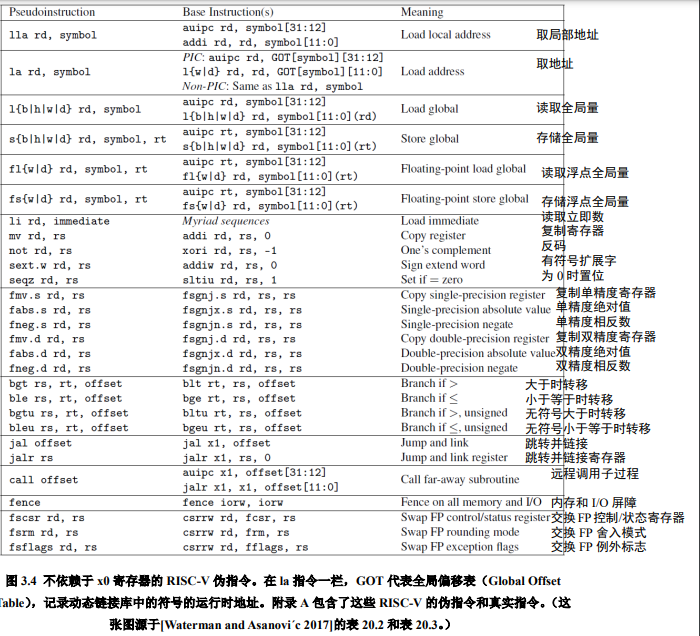 Pseudoinstruction Base Instruction(s) Meaning
lla rd, symbol auipc rd, symbol[31:12] Load local address 取局部地址
addi rd, rd, symbol[11:0]
la rd, symbol PIC: auipc rd, GOT[symbol][31:12] Load address 取地址
l{w|d} rd, rd, GOT[symbol][11:0]
Non-PIC: Same as lla rd, symbol
l{b|h|w|d} rd, symbol auipc rd, symbol[31:12] Load global 读取全局量
l{b|h|w|d} rd, symbol[11:0](rd)
s{b|h|w|d} rd, symbol, rt auipc rt, symbol[31:12] Store global 存储全局量
s{b|h|w|d} rd, symbol[11:0](rt)
fl{w|d} rd, symbol, rt auipc rt, symbol[31:12] Floating-point load global 读取浮点全局量
fl{w|d} rd, symbol[11:0](rt)
fs{w|d} rd, symbol, rt auipc rt, symbol[31:12] Floating-point store global 存储浮点全局量
fs{w|d} rd, symbol[11:0](rt)
li rd, immediate Myriad sequences Load immediate 读取立即数
mv rd, rs addi rd, rs, 0 Copy register 复制寄存器
not rd, rs xori rd, rs, -1 One's complement 反码
sext.w rd, rs addiw rd, rs, 0 Sign extend word 有符号扩展字
seqz rd, rs sltiu rd, rs, 1 Set if = zero 为 0 时置位
fmv.s rd, rs fsgnj.s rd, rs, rs Copy single-precision register 复制单精度寄存器
fabs.s rd, rs fsgnjx.s rd, rs, rs Single-precision absolute value 单精度绝对值
fneg.s rd, rs fsgnjn.s rd, rs, rs Single-precision negate 单精度相反数
fmv.d rd, rs fsgnj.d rd, rs, rs Copy double-precision register 复制双精度寄存器
fabs.d rd, rs fsgnjx.d rd, rs, rs Double-precision absolute value 双精度绝对值
fneg.d rd, rs fsgnjn.d rd, rs, rs Double-precision negate 双精度相反数
bgt rs, rt, offset blt rt, rs, offset Branch if > 大于时转移
ble rs, rt, offset bge rt, rs, offset Branch if ≤ 小于等于时转移
bgtu rs, rt, offset bltu rt, rs, offset Branch if >, unsigned 无符号大于时转移
bleu rs, rt, offset bgeu rt, rs, offset Branch if ≤, unsigned 无符号小于等于时转移
jal offset jal x1, offset Jump and link 跳转并链接
jalr rs jalr x1, rs, 0 Jump and link register 跳转并链接寄存器
call offset auipc x1, offset[31:12] Call far-away subroutine 远程调用子过程
jalr x1, x1, offset[11:0]
fence fence iorw, iorw Fence on all memory and I/O 内存和 I/O 屏障
fscsr rd, rs csrrw rd, fcsr, rs Swap FP control/status register 交换 FP 控制/状态寄存器
fsrm rd, rs csrrw rd, frm, rs Swap FP rounding mode 交换 FP 舍入模式
fsflags rd, rs csrrw rd, fflags, rs Swap FP exception flags 交换 FP 例外标志
图 3.4 不依赖于 x0 寄存器的 RISC-V 伪指令。在 la 指令一栏，GOT 代表全局偏移表（Global Offset
Table），记录动态链接库中的符号的运行时地址。附录 A 包含了这些 RISC-V 的伪指令和真实指令。（这
张图源于[Waterman and Asanovi´c 2017]的表 20.2 和表 20.3。）